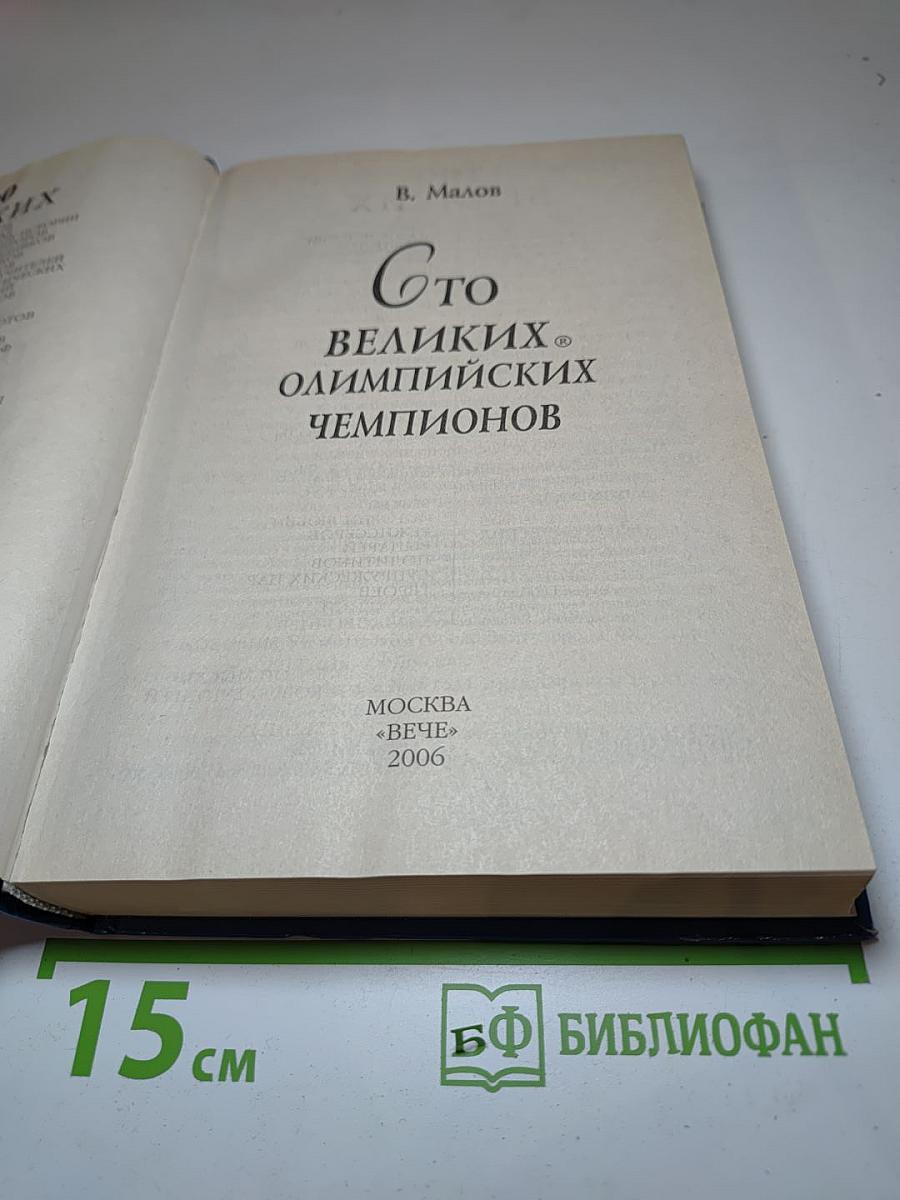 В. Малов
Сто
ВЕЛИКИХ®
ОЛИМПИЙСКИХ
ЧЕМПИОНОВ
МОСКВА
«ВЕЧЕ»
2006
15 см
БФ БИБЛИОФАН